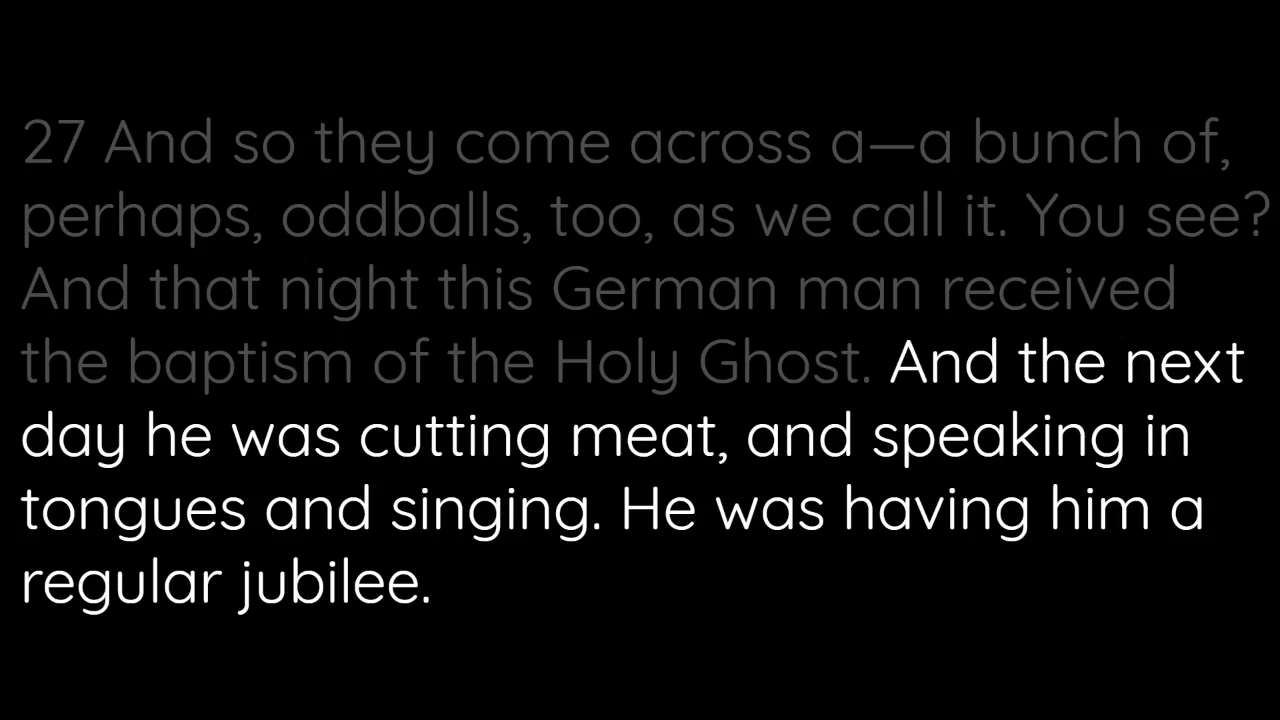 27 And so they come across a—a bunch of,
perhaps, oddballs, too, as we call it. You see?
And that night this German man received
the baptism of the Holy Ghost. And the next
day he was cutting meat, and speaking in
tongues and singing. He was having him a
regular jubilee.